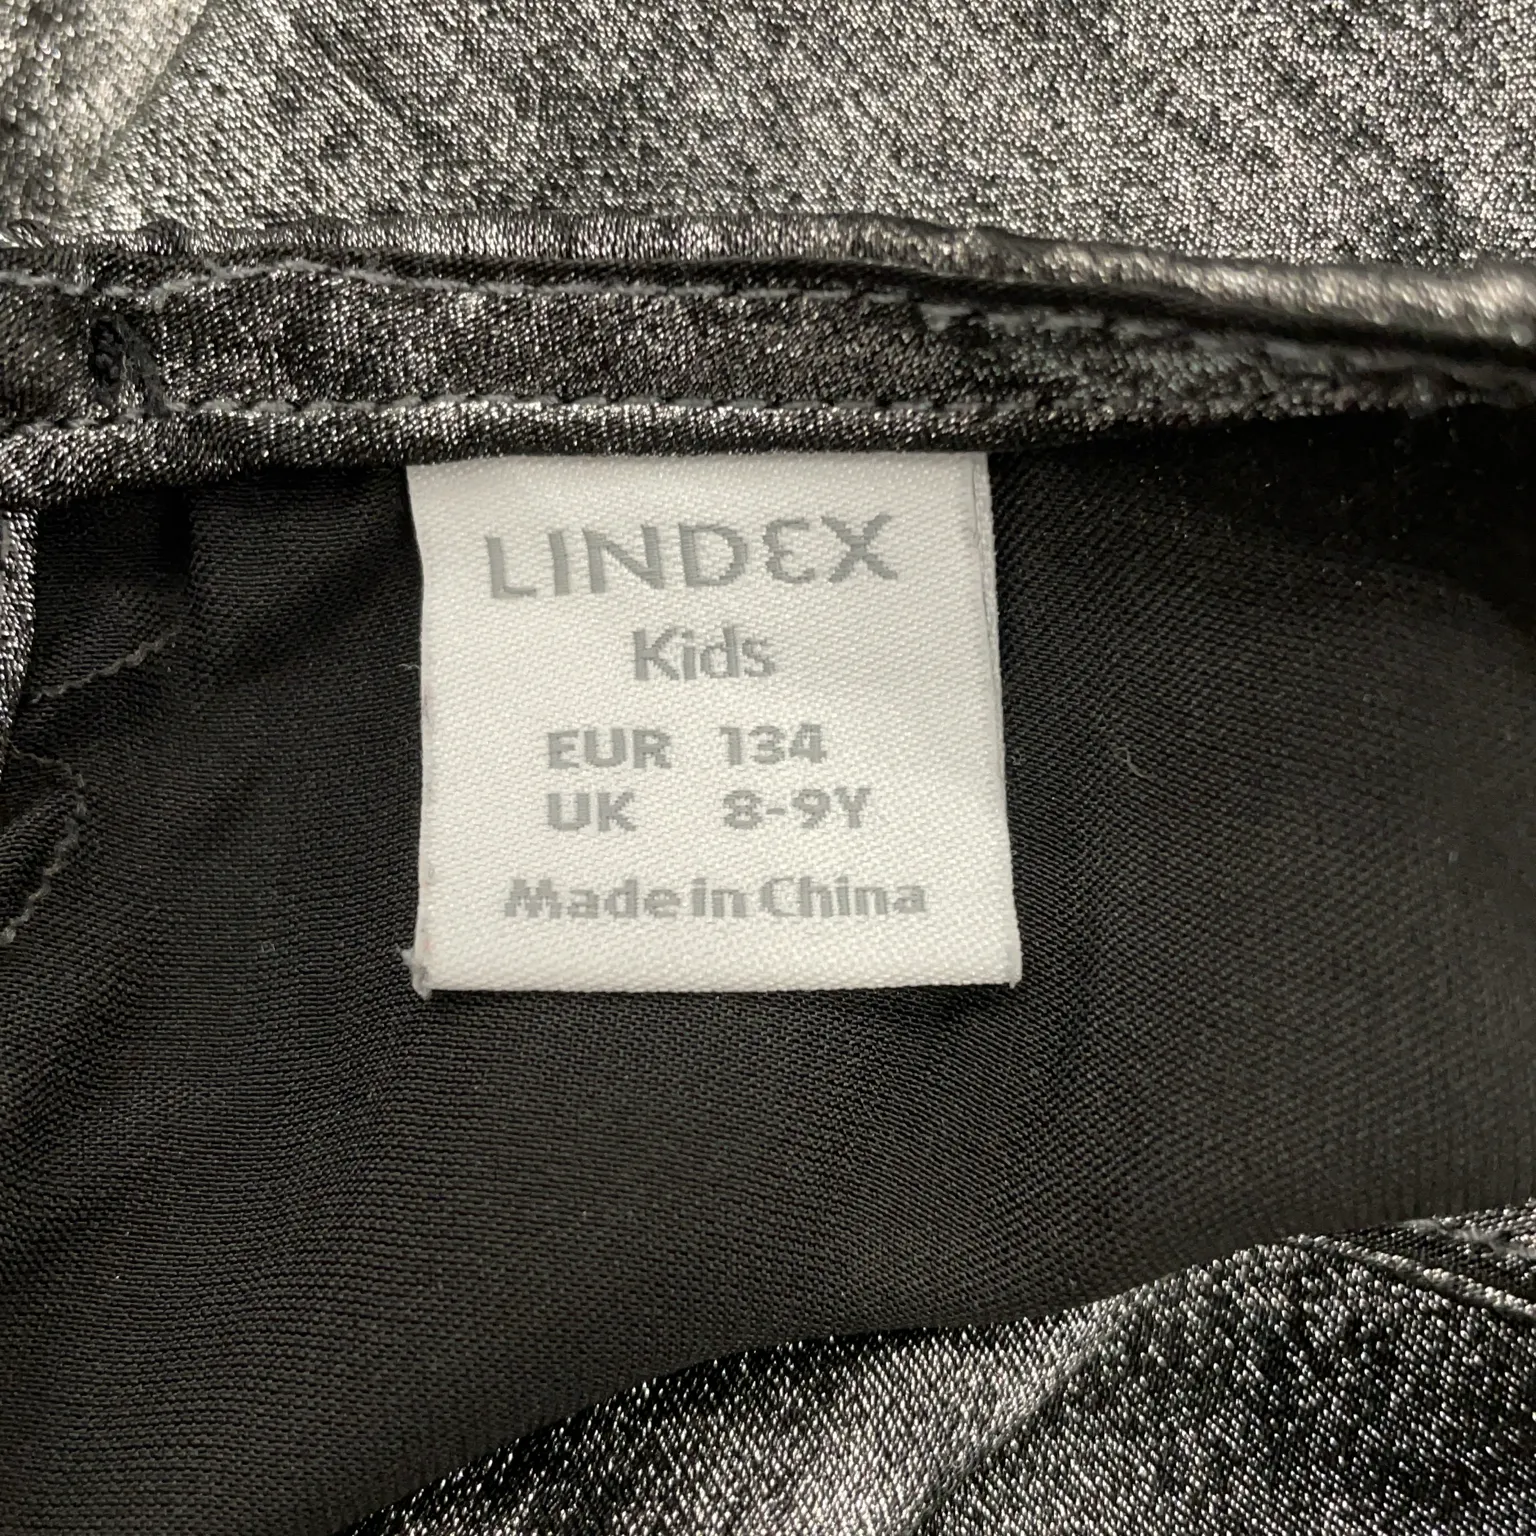 LINDEX
Kids
EUR 134
UK 8-9Y
Made in China